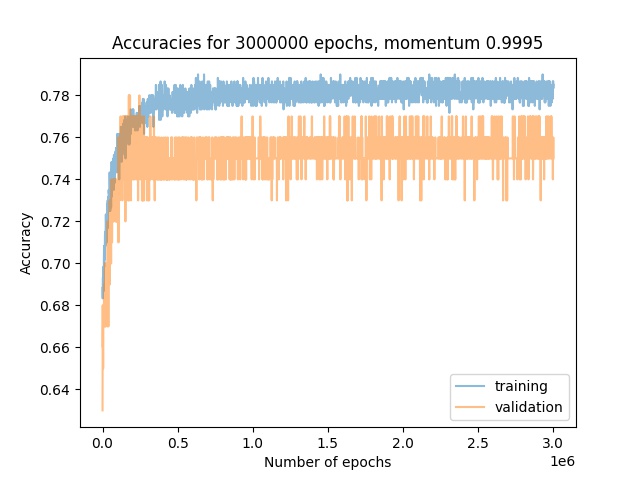 Accuracies for 3000000 epochs, momentum 0.9995
0.78
0.76
0.74
0.72
0.70
0.68
0.66
0.64
Accuracy
training
validation
0.0 0.5 1.0 1.5 2.0 2.5 3.0
1e6
Number of epochs